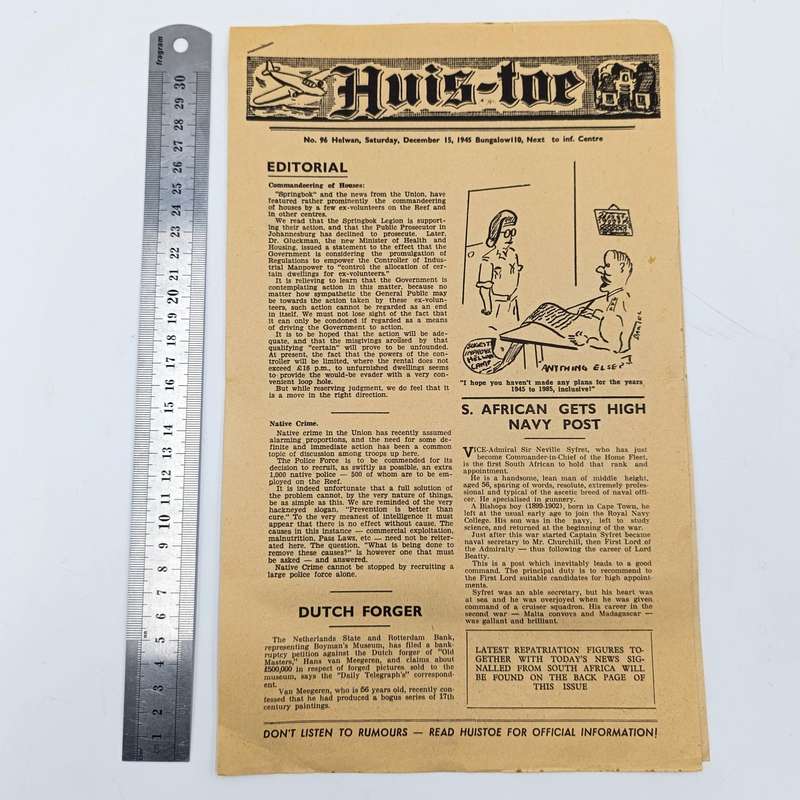 Huis-toe
No. 96 Helwan, Saturday, December 15, 1945 Bungalow110, Next to inf. Centre
EDITORIAL
Commandeering of Houses:
"Springbok" and the news from the Union, have
featured rather prominently the commandeering
of houses by a few ex-volunteers on the Reef and
in other centres.
We read that the Springbok Legion is support-
ing their action, and that the Public Prosecutor in
Johannesburg has declined to prosecute. Later,
Dr. Gluckman, the new Minister of Health and
Housing, issued a statement to the effect that the
Government is considering the promulgation of
Regulations to empower the Controller of Indus-
trial Manpower to "control the allocation of cer-
tain dwellings for ex-volunteers."
It is relieving to learn that the Government is
contemplating action in this matter, because no
matter how sympathetic the General Public may
be towards the action taken by these ex-volun-
teers, such action cannot be regarded as an end
in itself. We must not lose sight of the fact that
it can only be condoned if regarded as a means
of driving the Government to action.
It is to be hoped that the action will be ade-
quate, and that the misgivings aroused by that
qualifying "certain" will prove to be unfounded.
At present, the fact that the powers of the con-
troller will be limited, where the rental does not
exceed £16 p.m., to unfurnished dwellings seems
to provide the would-be evader with a very con-
venient loop hole.
But while reserving judgment, we do feel that it
is a move in the right direction.
Native Crime.
Native crime in the Union has recently assumed
alarming proportions, and the need for some de-
finite and immediate action has been a common
topic of discussion among troops up here.
The Police Force is to be commended for its
decision to recruit, as swiftly as possible, an extra
1,000 native police — 500 of whom are to be em-
ployed on the Reef.
It is indeed unfortunate that a full solution of
the problem cannot, by the very nature of things,
be as simple as this. We are reminded of the very
hackneyed slogan, "Prevention is better than
cure." To the very meanest of intelligence it must
appear that there is no effect without cause. The
causes in this instance — commercial exploitation,
malnutrition. Pass Laws, etc — need not be reiter-
ated here. The question, "What is being done to
remove these causes?" is however one that must
be asked — and answered.
Native Crime cannot be stopped by recruiting a
large police force alone.
DUTCH FORGER
The Netherlands State and Rotterdam Bank,
representing Boyman's Museum, has filed a bank-
ruptcy petition against the Dutch forger of "Old
Masters," Hans van Meegeren, and claims about
£500,000 in respect of forged pictures sold to the
museum, says the "Daily Telegraph's" correspond-
ent.
Van Meegeren, who is 56 years old, recently con-
fessed that he had produced a bogus series of 17th
century paintings.
ANYTHING ELSE?
"I hope you haven't made any plans for the years
1945 to 1985, inclusive!"
S. AFRICAN GETS HIGH
NAVY POST
VICE-Admiral Sir Neville Syfret, who has just
become Commander-in-Chief of the Home Fleet,
is the first South African to hold that rank and
appointment.
He is a handsome, lean man of middle height,
aged 56, sparing of words, resolute, extremely profes-
sional and typical of the ascetic breed of naval offi-
cer. He specialised in gunnery.
A Bishops boy (1899-1902), born in Cape Town, he
left at the usual early age to join the Royal Navy
College. His son was in the navy, left to study
science, and returned at the beginning of the war.
Just after this war started Captain Syfret became
naval secretary to Mr. Churchill, then First Lord of
the Admiralty — thus following the career of Lord
Beatty.
This is a post which inevitably leads to a good
command. The principal duty is to recommend to
the First Lord suitable candidates for high appoint-
ments.
Syfret was an able secretary, but his heart was
at sea and he was overjoyed when he was given
command of a cruiser squadron. His career in the
second war — Malta convoys and Madagascar —
was gallant and brilliant.
LATEST REPATRIATION FIGURES TO-
GETHER WITH TODAY'S NEWS SIG-
NALLED FROM SOUTH AFRICA WILL
BE FOUND ON THE BACK PAGE OF
THIS ISSUE
DON'T LISTEN TO RUMOURS — READ HUISTOE FOR OFFICIAL INFORMATION!
fragram
30
29
28
27
26
25
24
23
22
21
20
19
18
17
16
15
14
13
12
11
10
9
8
7
6
5
4
3
2
1